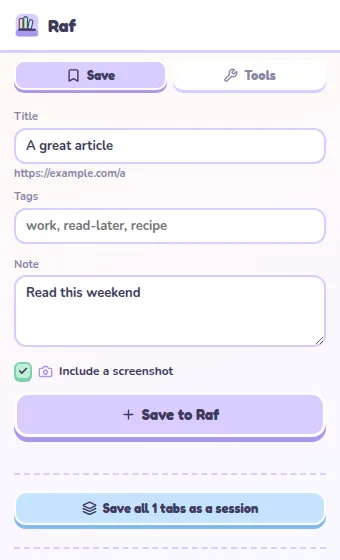 Raf
Save
Tools
Title
A great article
https://example.com/a
Tags
work, read-later, recipe
Note
Read this weekend
Include a screenshot
Save to Raf
Save all 1 tabs as a session